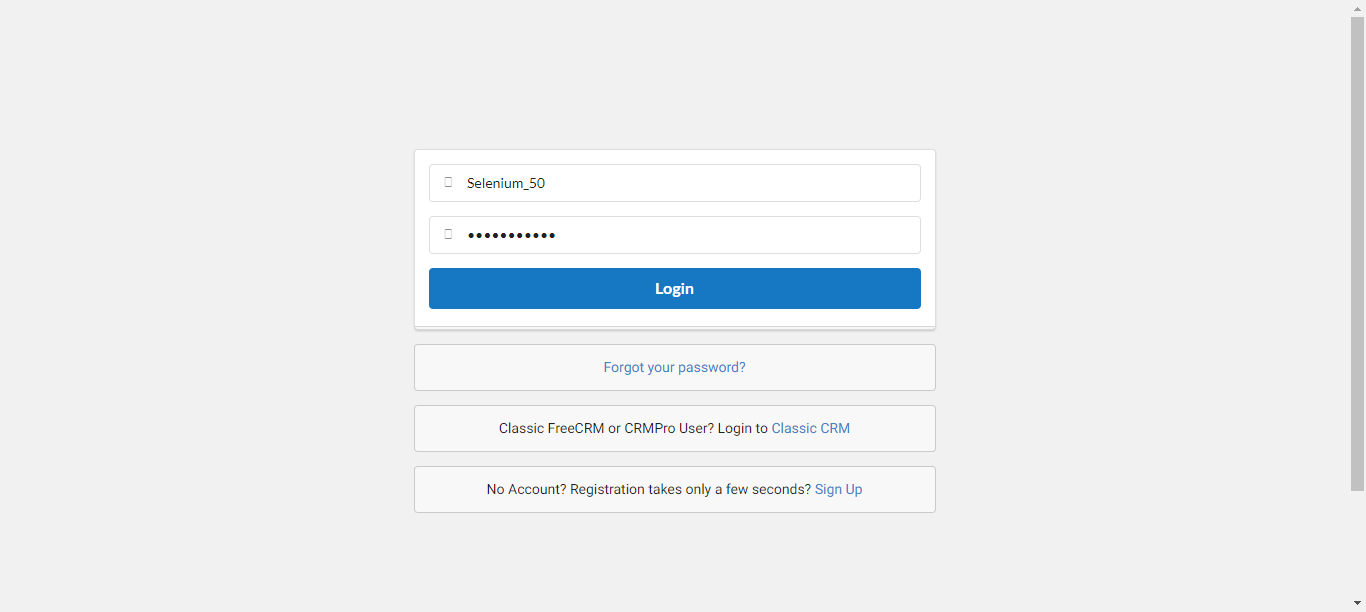 Selenium_50
•••••••••••
Login
Forgot your password?
Classic FreeCRM or CRMPro User? Login to Classic CRM
No Account? Registration takes only a few seconds? Sign Up